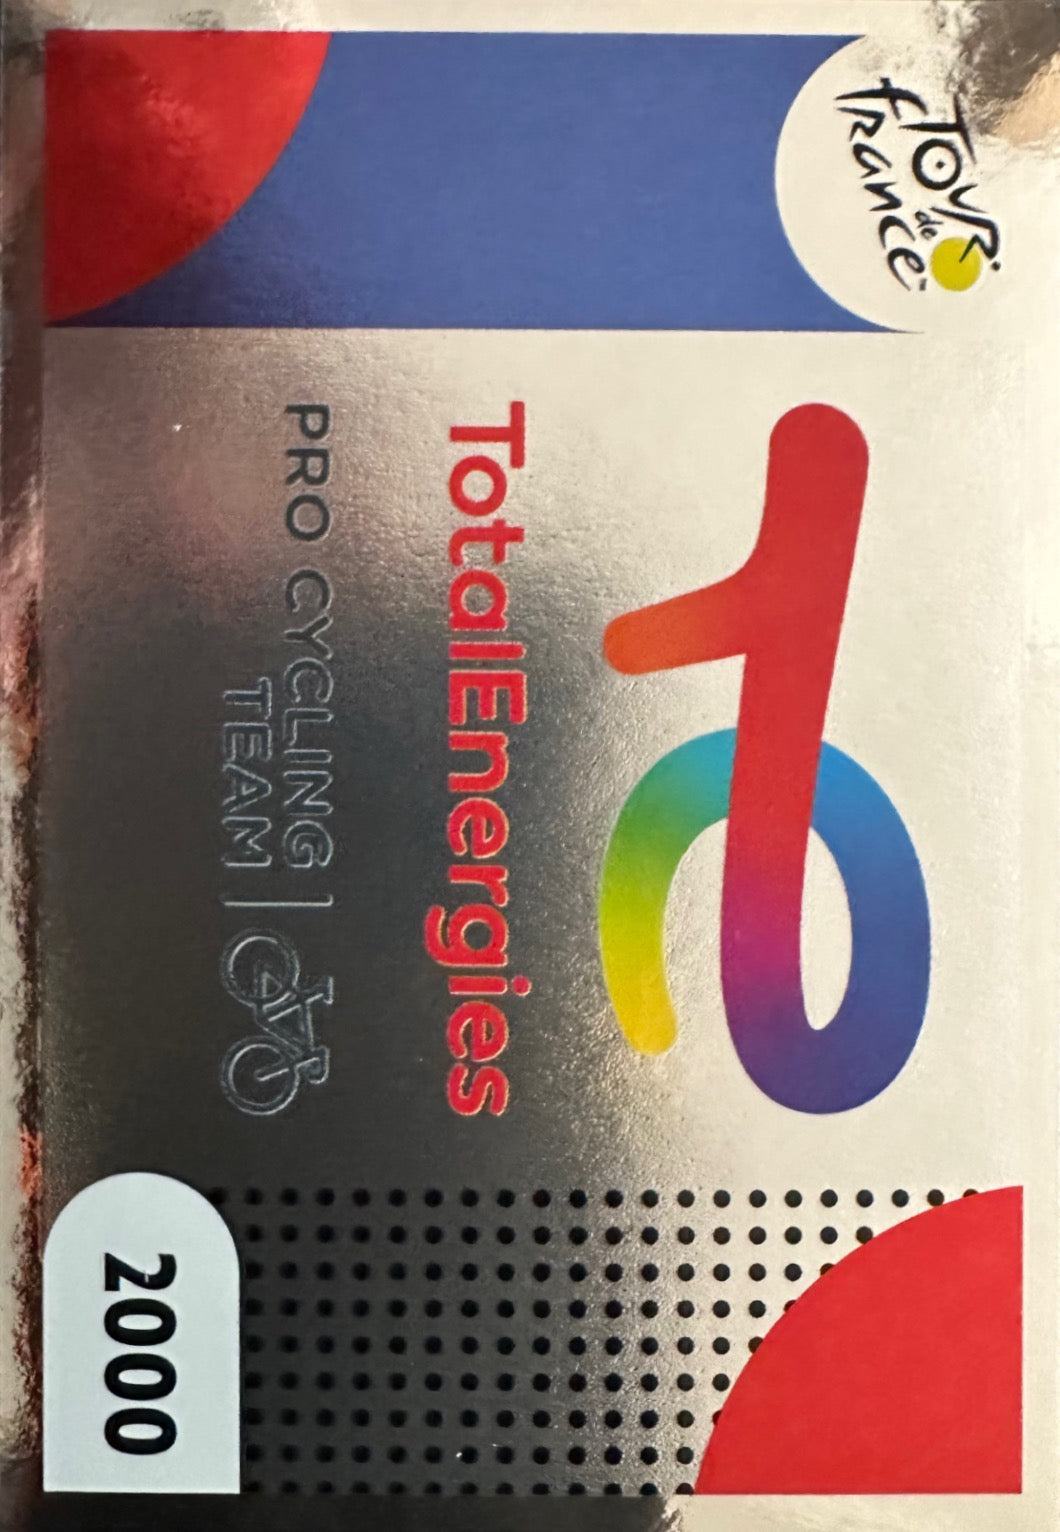 Tour
de
france
TotalEnergies
PRO CYCLING
TEAM
2000